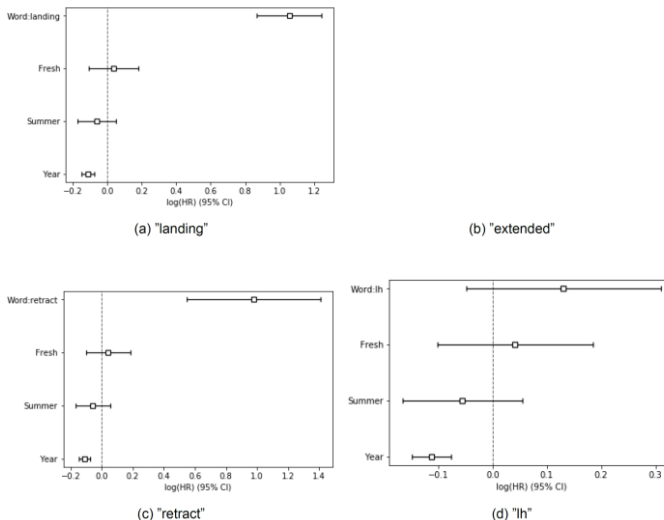 Word:landing
Fresh
Summer
Year
−0.2 0.0 0.2 0.4 0.6 0.8 1.0 1.2
log(HR) (95% CI)
(a) "landing"
(b) "extended"
Word:retract
Fresh
Summer
Year
−0.2 0.0 0.2 0.4 0.6 0.8 1.0 1.2 1.4
log(HR) (95% CI)
(c) "retract"
Word:lh
Fresh
Summer
Year
−0.1 0.0 0.1 0.2 0.3
log(HR) (95% CI)
(d) "lh"